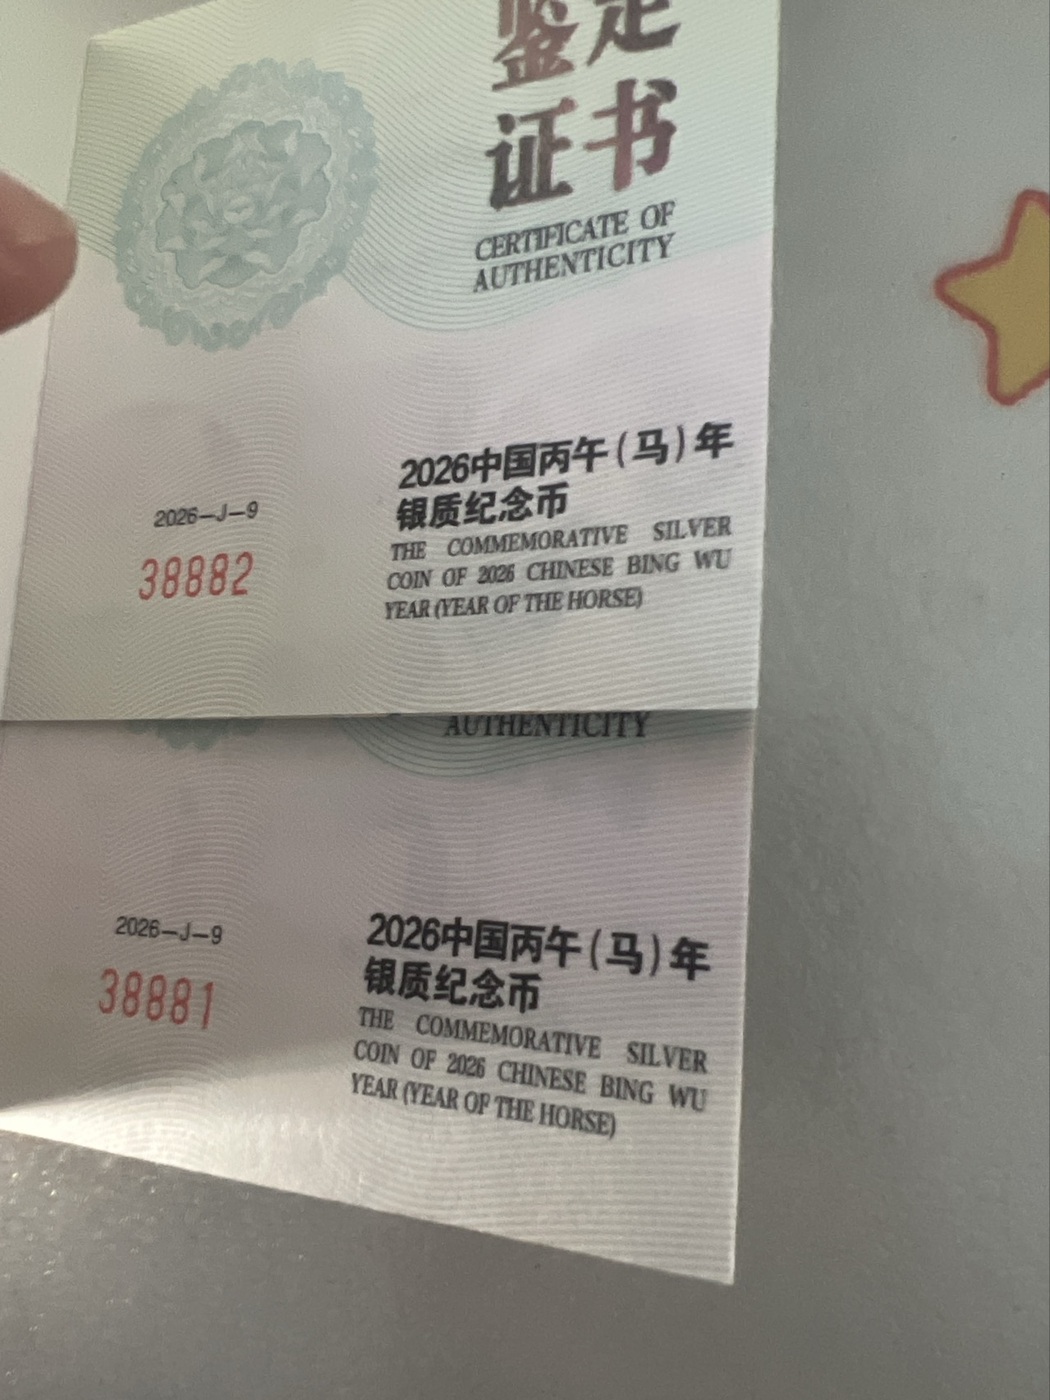 鉴定
证书
CERTIFICATE OF
AUTHENTICITY
2026中国丙午(马)年
银质纪念币
THE COMMEMORATIVE SILVER
COIN OF 2026 CHINESE BING WU
YEAR (YEAR OF THE HORSE)
2026-J-9
38882
AUTHENTICITY
2026中国丙午(马)年
银质纪念币
THE COMMEMORATIVE SILVER
COIN OF 2026 CHINESE BING WU
YEAR (YEAR OF THE HORSE)
2026-J-9
38881